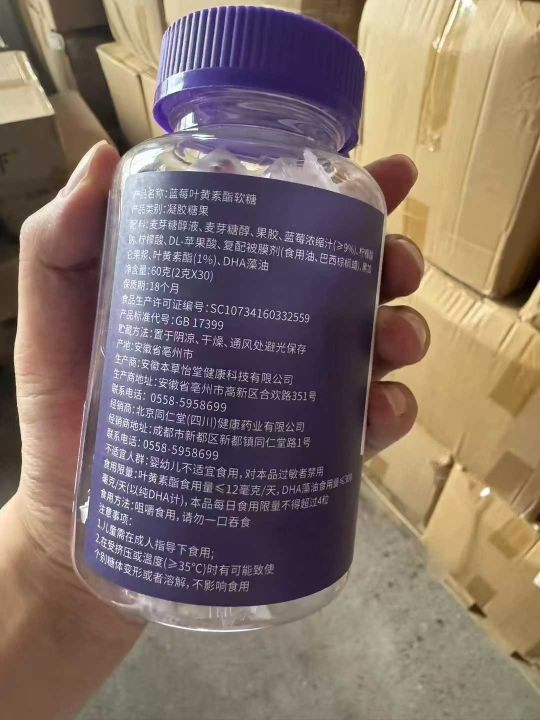 产品名称：蓝莓叶黄素酯软糖
产品类别：凝胶糖果
配料：麦芽糖醇液、麦芽糖醇、果胶、蓝莓浓缩汁(≥9%)、柠檬酸
钠、柠檬酸、DL-苹果酸、复配被膜剂(食用油、巴西棕榈蜡)、黑加
仑果浆、叶黄素酯(1%)、DHA藻油
净含量：60克(2克X30)
保质期：18个月
食品生产许可证编号：SC10734160332559
产品标准代号：GB 17399
贮藏方法：置于阴凉、干燥、通风处避光保存
产地：安徽省亳州市
生产商：安徽本草怡堂健康科技有限公司
生产商地址：安徽省亳州市高新区合欢路351号
联系电话：0558-5958699
经销商：北京同仁堂(四川)健康药业有限公司
经销商地址：成都市新都区新都镇同仁堂路1号
联系电话：0558-5958699
不适宜人群：婴幼儿不适宜食用，对本品过敏者禁用
食用限量：叶黄素酯食用量≤12毫克/天，DHA藻油食用量≤300
毫克/天(以纯DHA计)，本品每日食用限量不得超过4粒
食用方法：咀嚼食用，请勿一口吞食
注意事项：
1.儿童需在成人指导下食用；
2.在受挤压或温度(≥35℃)时有可能致使
个别糖体变形或者溶解，不影响食用